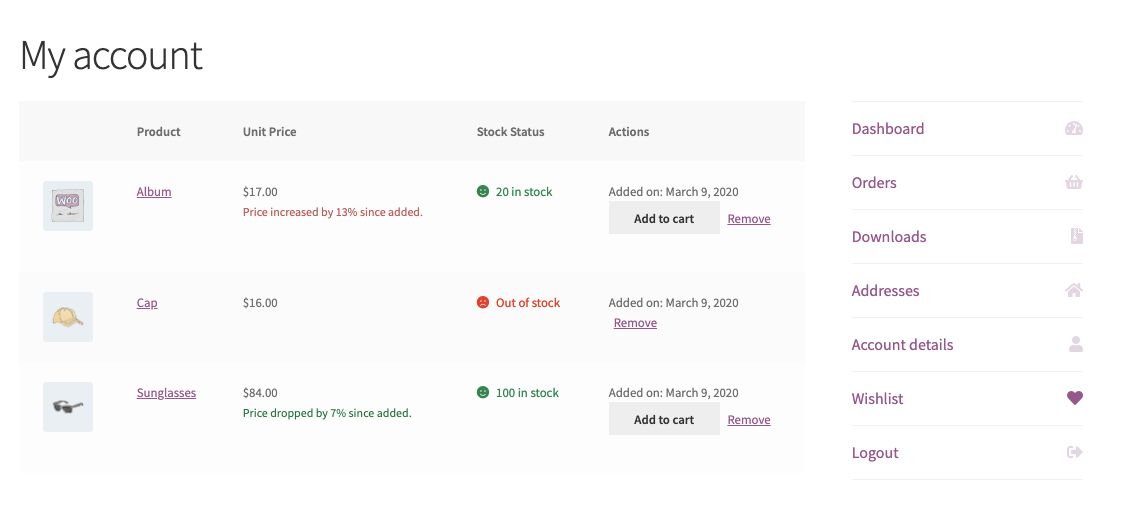 My account
Product Unit Price Stock Status Actions
WOO
Album $17.00 20 in stock Added on: March 9, 2020
Price increased by 13% since added.
Add to cart Remove
Cap $16.00 Out of stock Added on: March 9, 2020
Remove
Sunglasses $84.00 100 in stock Added on: March 9, 2020
Price dropped by 7% since added.
Add to cart Remove
Dashboard
Orders
Downloads
Addresses
Account details
Wishlist
Logout